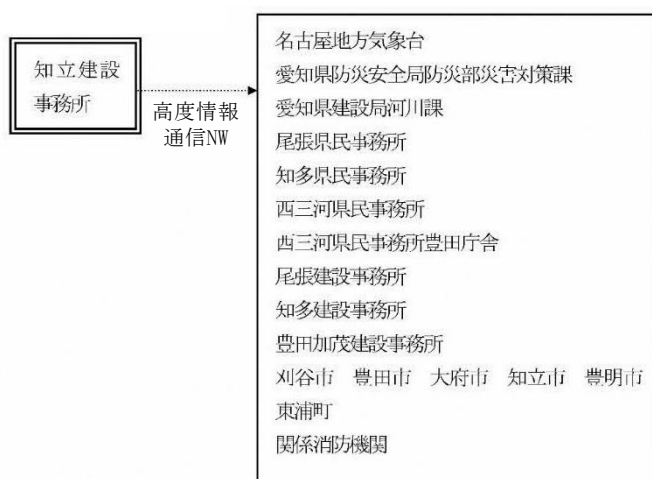 知立建設
事務所
高度情報
通信NW
名古屋地方気象台
愛知県防災安全局防災部災害対策課
愛知県建設局河川課
尾張県民事務所
知多県民事務所
西三河県民事務所
西三河県民事務所豊田庁舎
尾張建設事務所
知多建設事務所
豊田加茂建設事務所
刈谷市 豊田市 大府市 知立市 豊明市
東浦町
関係消防機関